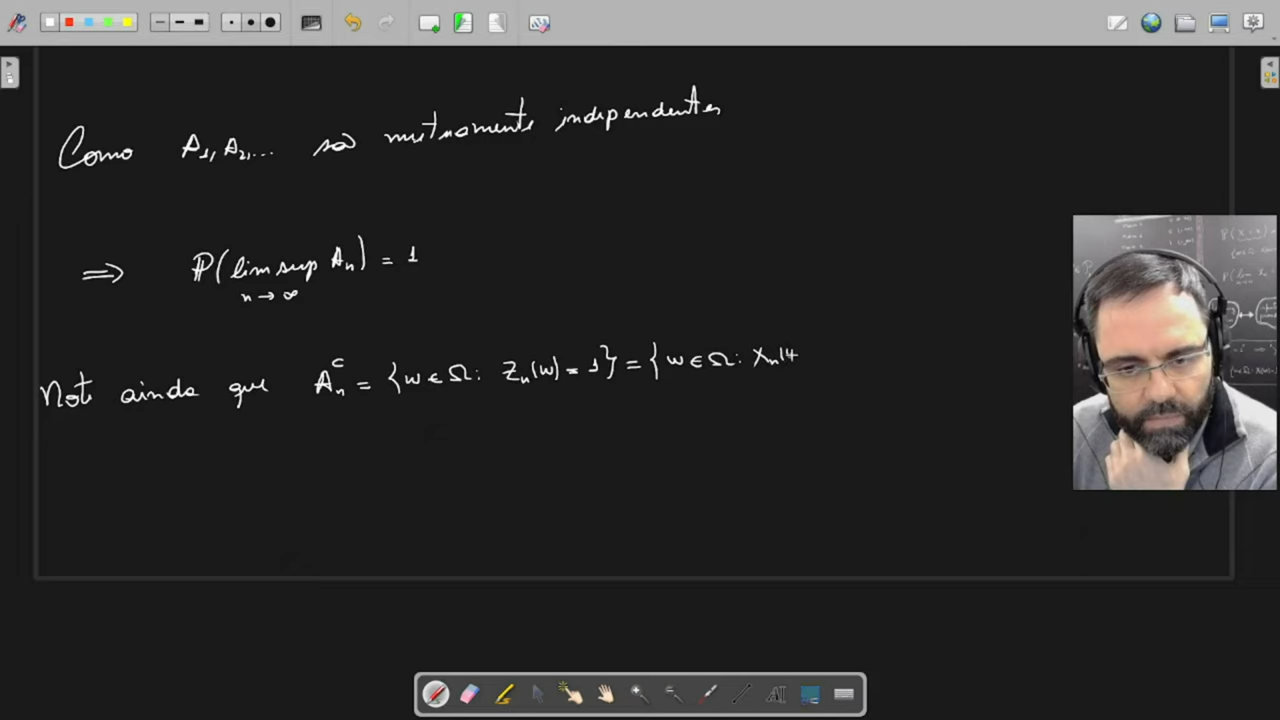 Como A₁, A₂, ... são mutuamente independentes
⟹ ℙ(lim sup Aₙ) = 1
n → ∞
Note ainda que Aₙᶜ = {w ∈ Ω : Zₙ(w) = 1} = {w ∈ Ω : Xₙ(